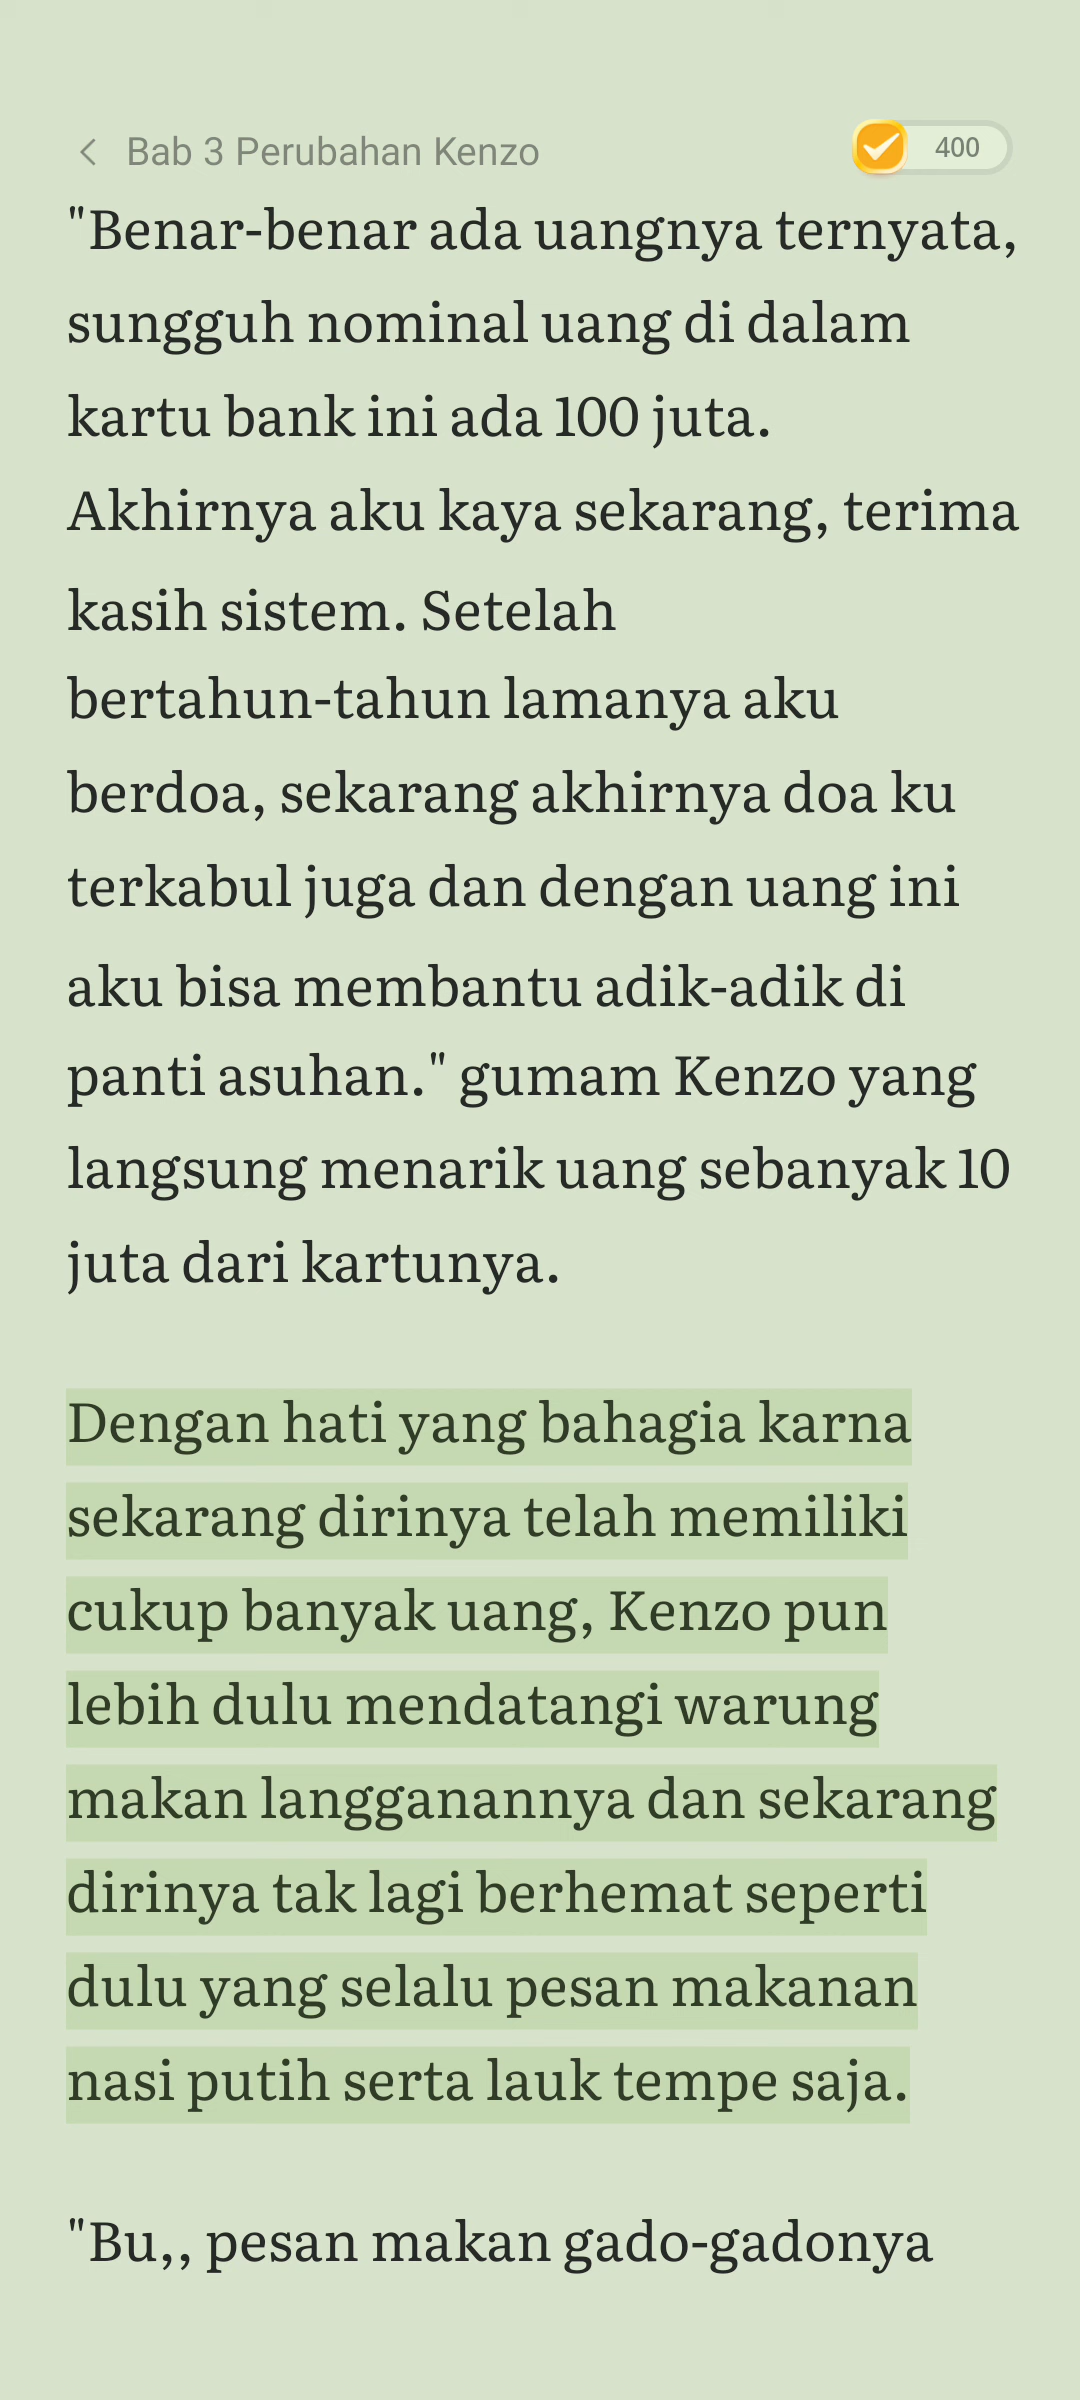 Bab 3 Perubahan Kenzo
400
"Benar-benar ada uangnya ternyata,
sungguh nominal uang di dalam
kartu bank ini ada 100 juta.
Akhirnya aku kaya sekarang, terima
kasih sistem. Setelah
bertahun-tahun lamanya aku
berdoa, sekarang akhirnya doa ku
terkabul juga dan dengan uang ini
aku bisa membantu adik-adik di
panti asuhan." gumam Kenzo yang
langsung menarik uang sebanyak 10
juta dari kartunya.
Dengan hati yang bahagia karna
sekarang dirinya telah memiliki
cukup banyak uang, Kenzo pun
lebih dulu mendatangi warung
makan langganannya dan sekarang
dirinya tak lagi berhemat seperti
dulu yang selalu pesan makanan
nasi putih serta lauk tempe saja.
"Bu,, pesan makan gado-gadonya